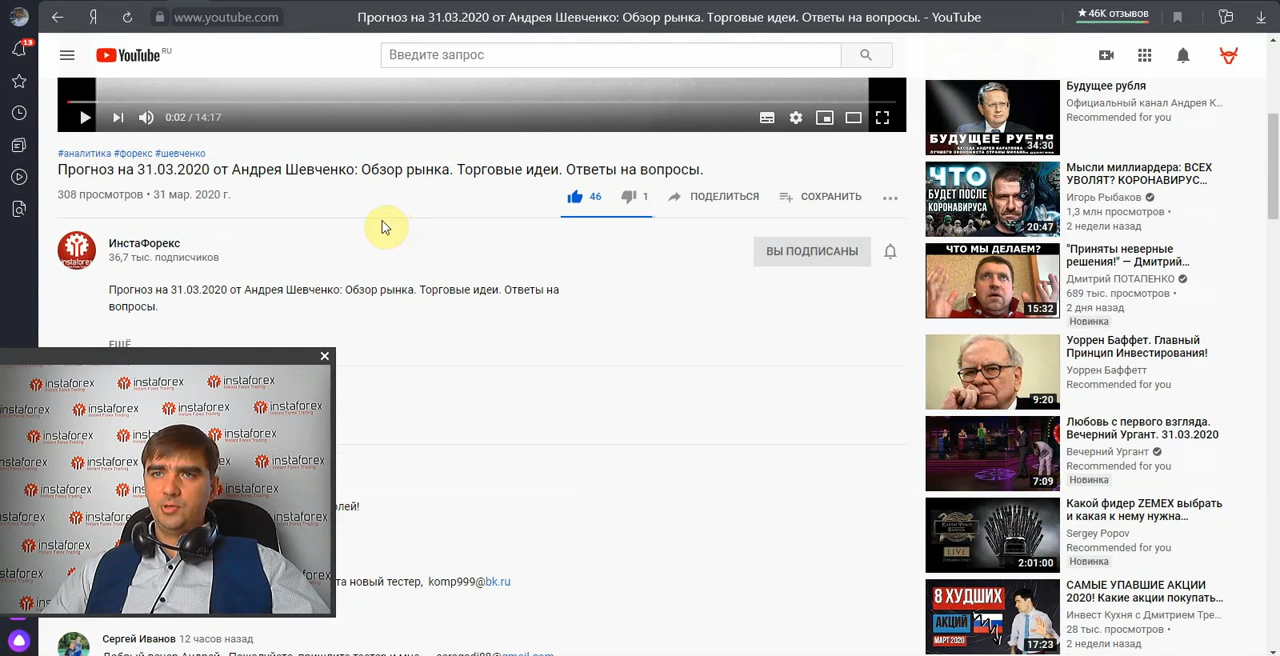 www.youtube.com
Прогноз на 31.03.2020 от Андрея Шевченко: Обзор рынка. Торговые идеи. Ответы на вопросы. - YouTube
★46K отзывов
13
YouTube RU
Введите запрос
0:02 / 14:17
#аналитика #форекс #шевченко
Прогноз на 31.03.2020 от Андрея Шевченко: Обзор рынка. Торговые идеи. Ответы на вопросы.
308 просмотров • 31 мар. 2020 г.
46
1
ПОДЕЛИТЬСЯ
СОХРАНИТЬ
ИнстаФорекс
36,7 тыс. подписчиков
ВЫ ПОДПИСАНЫ
instaforex
Прогноз на 31.03.2020 от Андрея Шевченко: Обзор рынка. Торговые идеи. Ответы на
вопросы.
ЕЩЁ
instaforex
Instant Forex Trading
олей!
та новый тестер, komp999@bk.ru
Сергей Иванов 12 часов назад
БУДУЩЕЕ РУБЛЯ
34:30
Будущее рубля
Официальный канал Андрея К...
Recommended for you
ЧТО
БУДЕТ ПОСЛЕ
КОРОНАВИРУСА
20:47
Мысли миллиардера: ВСЕХ
УВОЛЯТ? КОРОНАВИРУС...
Игорь Рыбаков
1,3 млн просмотров •
2 недели назад
ЧТО МЫ ДЕЛАЕМ?
15:32
"Приняты неверные
решения!" — Дмитрий...
Дмитрий ПОТАПЕНКО
689 тыс. просмотров •
2 дня назад
Новинка
9:20
Уоррен Баффет. Главный
Принцип Инвестирования!
Уоррен Баффетт
Recommended for you
7:09
Любовь с первого взгляда.
Вечерний Ургант. 31.03.2020
Вечерний Ургант
Recommended for you
Новинка
LIVE
2:01:00
Какой фидер ZEMEX выбрать
и какая к нему нужна...
Sergey Popov
Recommended for you
Новинка
8 ХУДШИХ
АКЦИЙ
МАРТ 2020
17:23
САМЫЕ УПАВШИЕ АКЦИИ
2020! Какие акции покупать...
Инвест Кухня с Дмитрием Тре...
28 тыс. просмотров •
2 недели назад